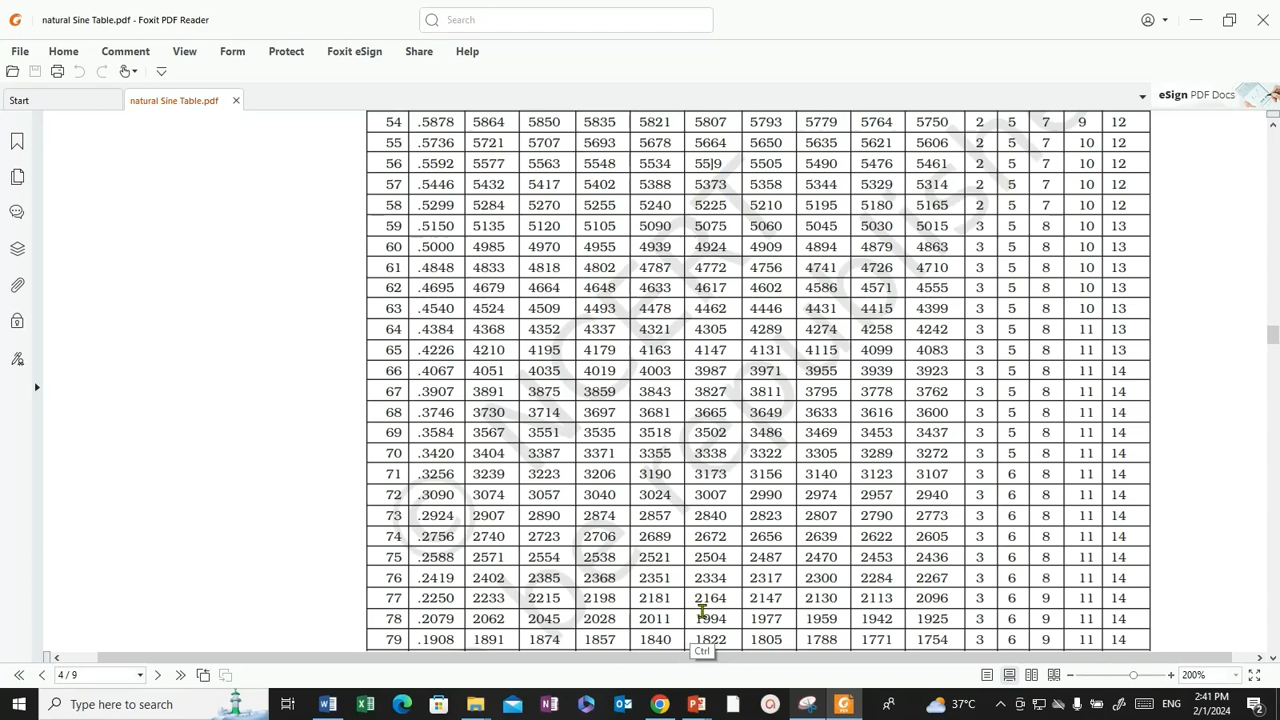 natural Sine Table.pdf - Foxit PDF Reader
Search
File Home Comment View Form Protect Foxit eSign Share Help
Start natural Sine Table.pdf eSign PDF Docs
54 .5878 5864 5850 5835 5821 5807 5793 5779 5764 5750 2 5 7 9 12
55 .5736 5721 5707 5693 5678 5664 5650 5635 5621 5606 2 5 7 10 12
56 .5592 5577 5563 5548 5534 5519 5505 5490 5476 5461 2 5 7 10 12
57 .5446 5432 5417 5402 5388 5373 5358 5344 5329 5314 2 5 7 10 12
58 .5299 5284 5270 5255 5240 5225 5210 5195 5180 5165 2 5 7 10 12
59 .5150 5135 5120 5105 5090 5075 5060 5045 5030 5015 3 5 8 10 13
60 .5000 4985 4970 4955 4939 4924 4909 4894 4879 4863 3 5 8 10 13
61 .4848 4833 4818 4802 4787 4772 4756 4741 4726 4710 3 5 8 10 13
62 .4695 4679 4664 4648 4633 4617 4602 4586 4571 4555 3 5 8 10 13
63 .4540 4524 4509 4493 4478 4462 4446 4431 4415 4399 3 5 8 10 13
64 .4384 4368 4352 4337 4321 4305 4289 4274 4258 4242 3 5 8 11 13
65 .4226 4210 4195 4179 4163 4147 4131 4115 4099 4083 3 5 8 11 13
66 .4067 4051 4035 4019 4003 3987 3971 3955 3939 3923 3 5 8 11 14
67 .3907 3891 3875 3859 3843 3827 3811 3795 3778 3762 3 5 8 11 14
68 .3746 3730 3714 3697 3681 3665 3649 3633 3616 3600 3 5 8 11 14
69 .3584 3567 3551 3535 3518 3502 3486 3469 3453 3437 3 5 8 11 14
70 .3420 3404 3387 3371 3355 3338 3322 3305 3289 3272 3 5 8 11 14
71 .3256 3239 3223 3206 3190 3173 3156 3140 3123 3107 3 6 8 11 14
72 .3090 3074 3057 3040 3024 3007 2990 2974 2957 2940 3 6 8 11 14
73 .2924 2907 2890 2874 2857 2840 2823 2807 2790 2773 3 6 8 11 14
74 .2756 2740 2723 2706 2689 2672 2656 2639 2622 2605 3 6 8 11 14
75 .2588 2571 2554 2538 2521 2504 2487 2470 2453 2436 3 6 8 11 14
76 .2419 2402 2385 2368 2351 2334 2317 2300 2284 2267 3 6 8 11 14
77 .2250 2233 2215 2198 2181 2164 2147 2130 2113 2096 3 6 9 11 14
78 .2079 2062 2045 2028 2011 1994 1977 1959 1942 1925 3 6 9 11 14
79 .1908 1891 1874 1857 1840 1822 1805 1788 1771 1754 3 6 9 11 14
© NCERT
be republishe
Ctrl
4 / 9 200%
Type here to search 37°C ENG 2:41 PM
2/1/2024 2